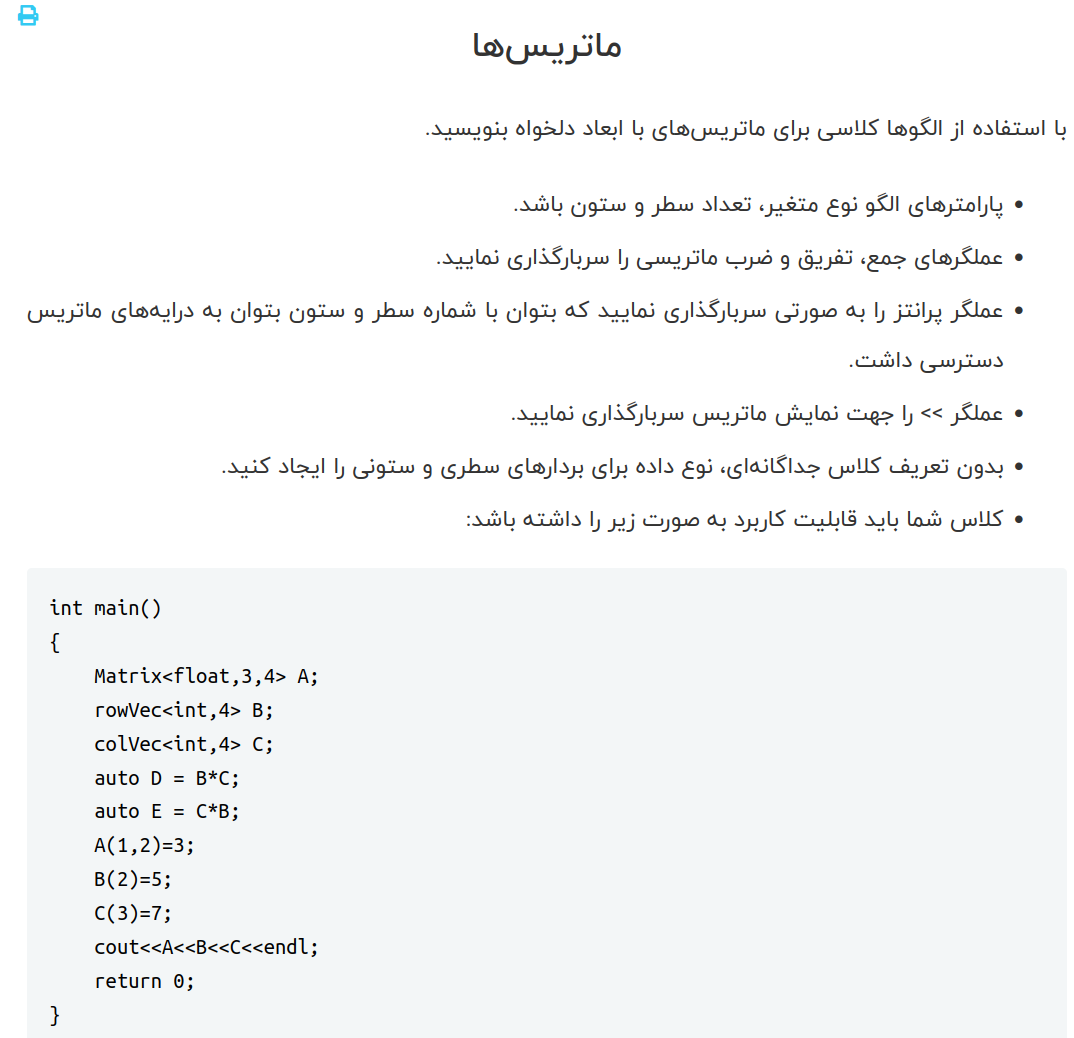 ماتریس‌ها
با استفاده از الگوها کلاسی برای ماتریس‌های با ابعاد دلخواه بنویسید.
• پارامترهای الگو نوع متغیر، تعداد سطر و ستون باشد.
• عملگرهای جمع، تفریق و ضرب ماتریسی را سربارگذاری نمایید.
• عملگر پرانتز را به صورتی سربارگذاری نمایید که بتوان با شماره سطر و ستون بتوان به درایه‌های ماتریس
دسترسی داشت.
• عملگر << را جهت نمایش ماتریس سربارگذاری نمایید.
• بدون تعریف کلاس جداگانه‌ای، نوع داده برای بردارهای سطری و ستونی را ایجاد کنید.
• کلاس شما باید قابلیت کاربرد به صورت زیر را داشته باشد:
int main()
{
    Matrix<float,3,4> A;
    rowVec<int,4> B;
    colVec<int,4> C;
    auto D = B*C;
    auto E = C*B;
    A(1,2)=3;
    B(2)=5;
    C(3)=7;
    cout<<A<<B<<C<<endl;
    return 0;
}